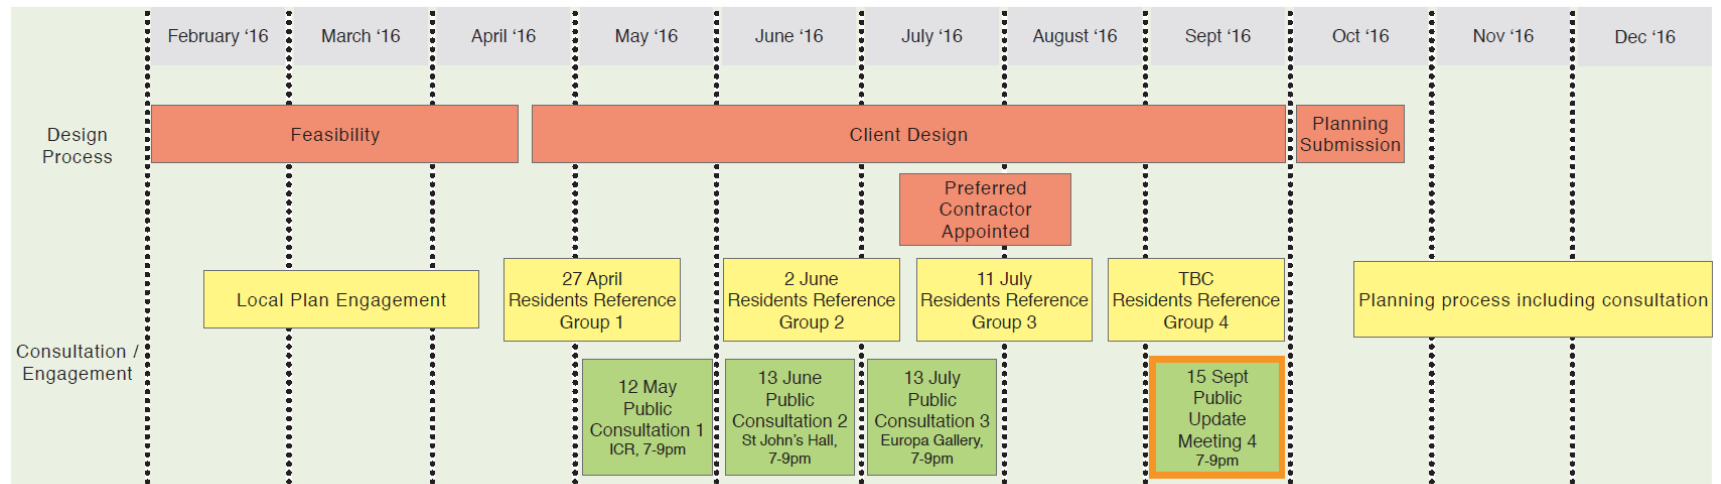 February ‘16
March ‘16
April ‘16
May ‘16
June ‘16
July ‘16
August ‘16
Sept ‘16
Oct ‘16
Nov ‘16
Dec ‘16
Design
Process
Feasibility
Client Design
Planning
Submission
Preferred
Contractor
Appointed
Consultation /
Engagement
Local Plan Engagement
27 April
Residents Reference
Group 1
2 June
Residents Reference
Group 2
11 July
Residents Reference
Group 3
TBC
Residents Reference
Group 4
Planning process including consultation
12 May
Public
Consultation 1
ICR, 7-9pm
13 June
Public
Consultation 2
St John’s Hall,
7-9pm
13 July
Public
Consultation 3
Europa Gallery,
7-9pm
15 Sept
Public
Update
Meeting 4
7-9pm